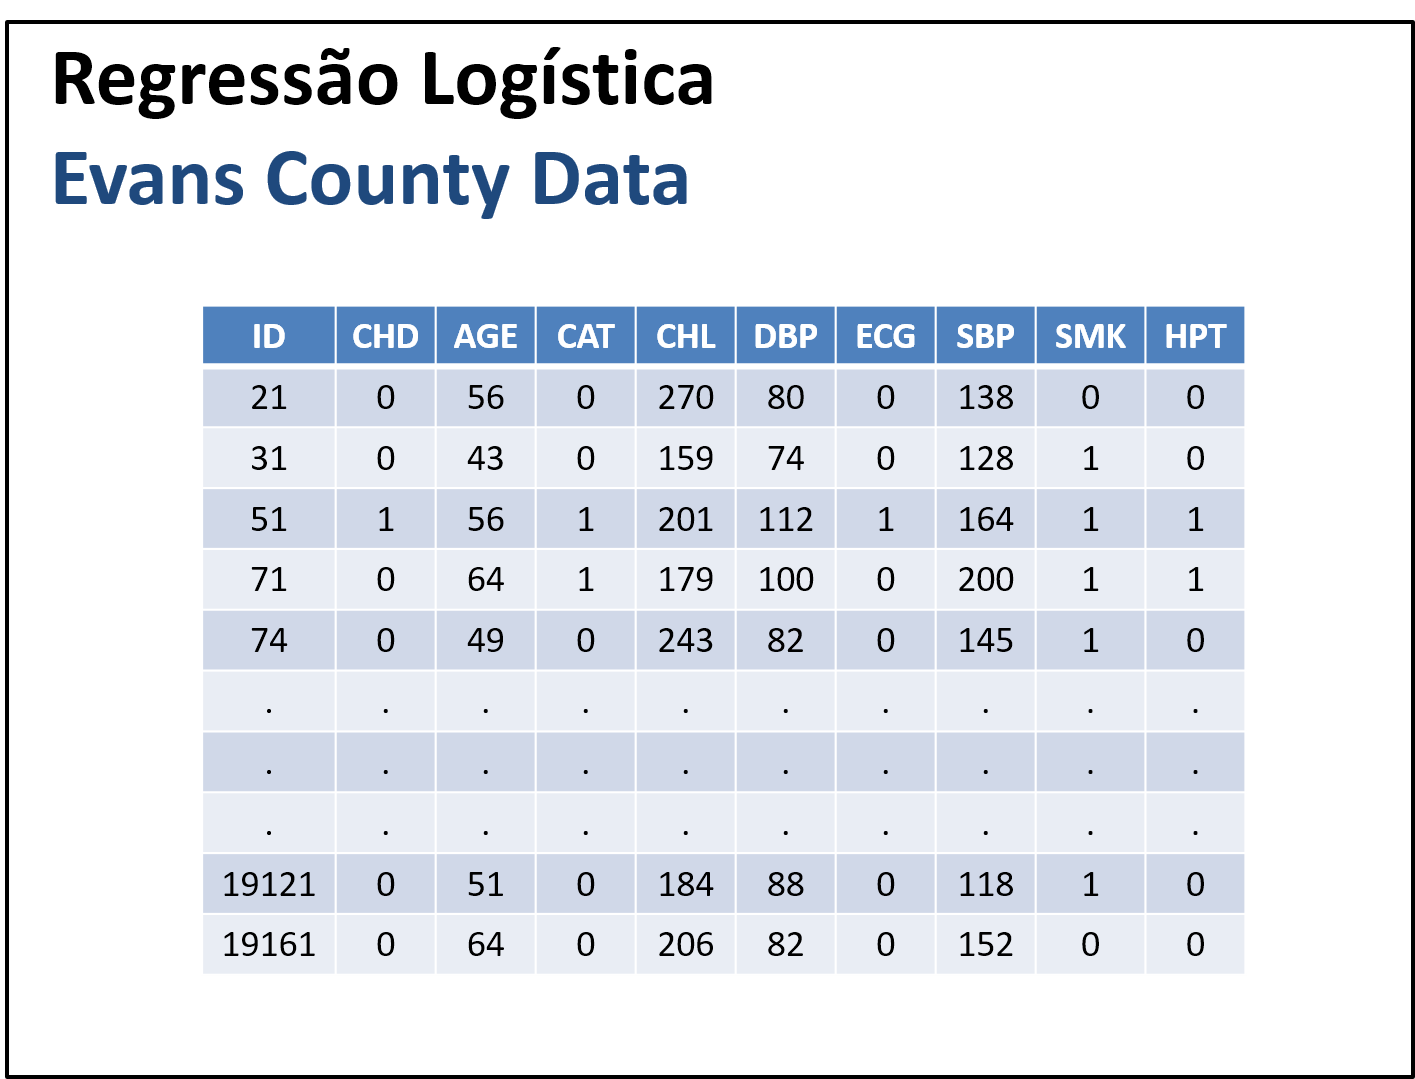 Regressão Logística
Evans County Data
ID CHD AGE CAT CHL DBP ECG SBP SMK HPT
21 0 56 0 270 80 0 138 0 0
31 0 43 0 159 74 0 128 1 0
51 1 56 1 201 112 1 164 1 1
71 0 64 1 179 100 0 200 1 1
74 0 49 0 243 82 0 145 1 0
. . . . . . . . . .
. . . . . . . . . .
. . . . . . . . . .
19121 0 51 0 184 88 0 118 1 0
19161 0 64 0 206 82 0 152 0 0